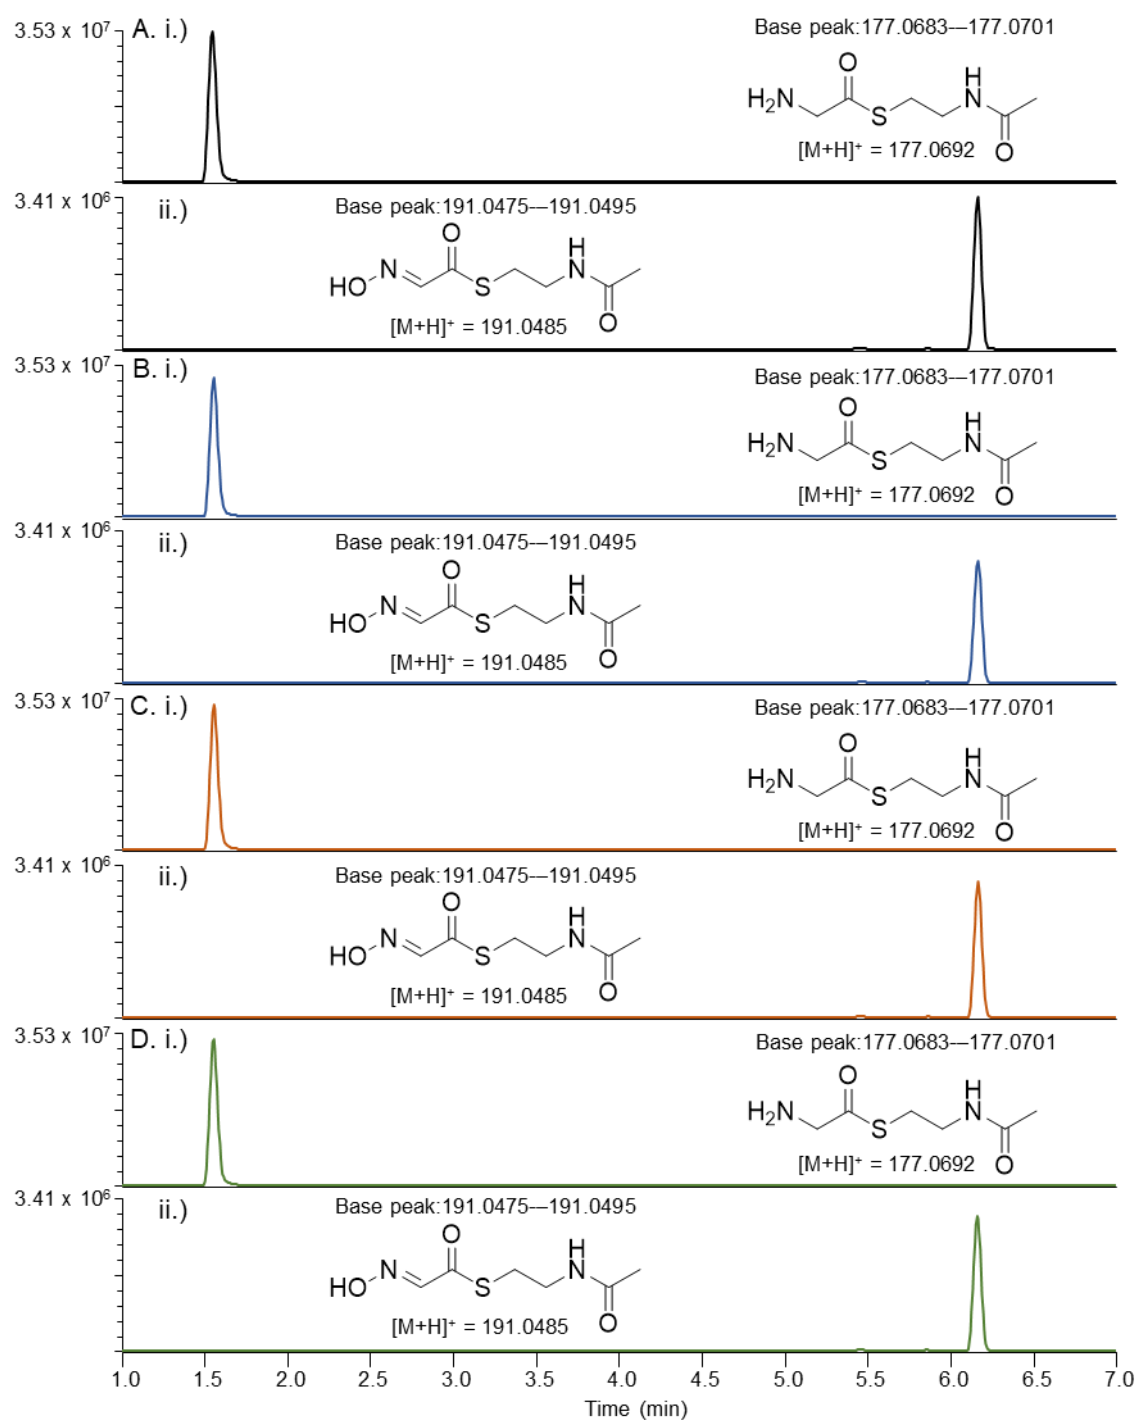 3.53 x 10⁷
A. i.)
Base peak:177.0683-–177.0701
H₂N
O
S
H
N
O
[M+H]⁺ = 177.0692
3.41 x 10⁶
ii.)
Base peak:191.0475-–191.0495
HO
N
O
S
H
N
O
[M+H]⁺ = 191.0485
3.53 x 10⁷
B. i.)
Base peak:177.0683-–177.0701
H₂N
O
S
H
N
O
[M+H]⁺ = 177.0692
3.41 x 10⁶
ii.)
Base peak:191.0475-–191.0495
HO
N
O
S
H
N
O
[M+H]⁺ = 191.0485
3.53 x 10⁷
C. i.)
Base peak:177.0683-–177.0701
H₂N
O
S
H
N
O
[M+H]⁺ = 177.0692
3.41 x 10⁶
ii.)
Base peak:191.0475-–191.0495
HO
N
O
S
H
N
O
[M+H]⁺ = 191.0485
3.53 x 10⁷
D. i.)
Base peak:177.0683-–177.0701
H₂N
O
S
H
N
O
[M+H]⁺ = 177.0692
3.41 x 10⁶
ii.)
Base peak:191.0475-–191.0495
HO
N
O
S
H
N
O
[M+H]⁺ = 191.0485
1.0 1.5 2.0 2.5 3.0 3.5 4.0 4.5 5.0 5.5 6.0 6.5 7.0
Time (min)